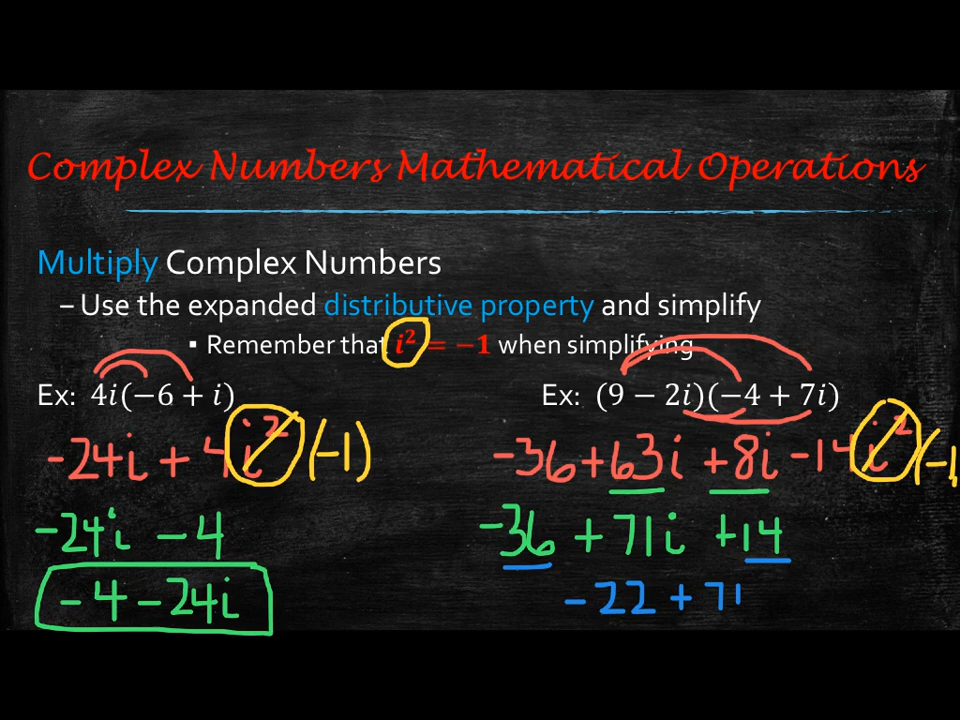 Complex Numbers Mathematical Operations
Multiply Complex Numbers
– Use the expanded distributive property and simplify
▪ Remember that i² = −1 when simplifying
Ex: 4i(−6 + i)
-24i + 4i² (-1)
-24i - 4
-4 - 24i
Ex: (9 − 2i)(−4 + 7i)
-36 + 63i + 8i - 14i² (-1
-36 + 71i + 14
-22 + 71